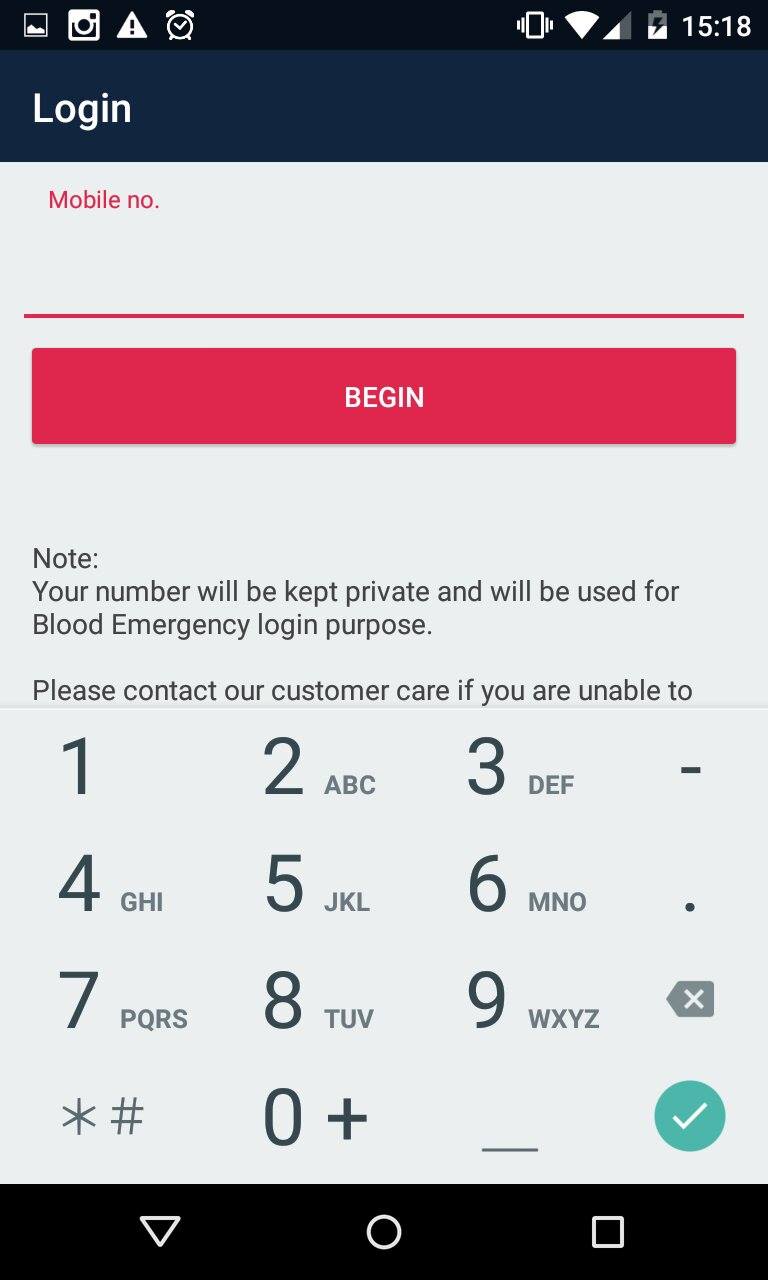 15:18
Login
Mobile no.
BEGIN
Note:
Your number will be kept private and will be used for
Blood Emergency login purpose.
Please contact our customer care if you are unable to
1 2 ABC 3 DEF -
4 GHI 5 JKL 6 MNO .
7 PQRS 8 TUV 9 WXYZ
*# 0 + _